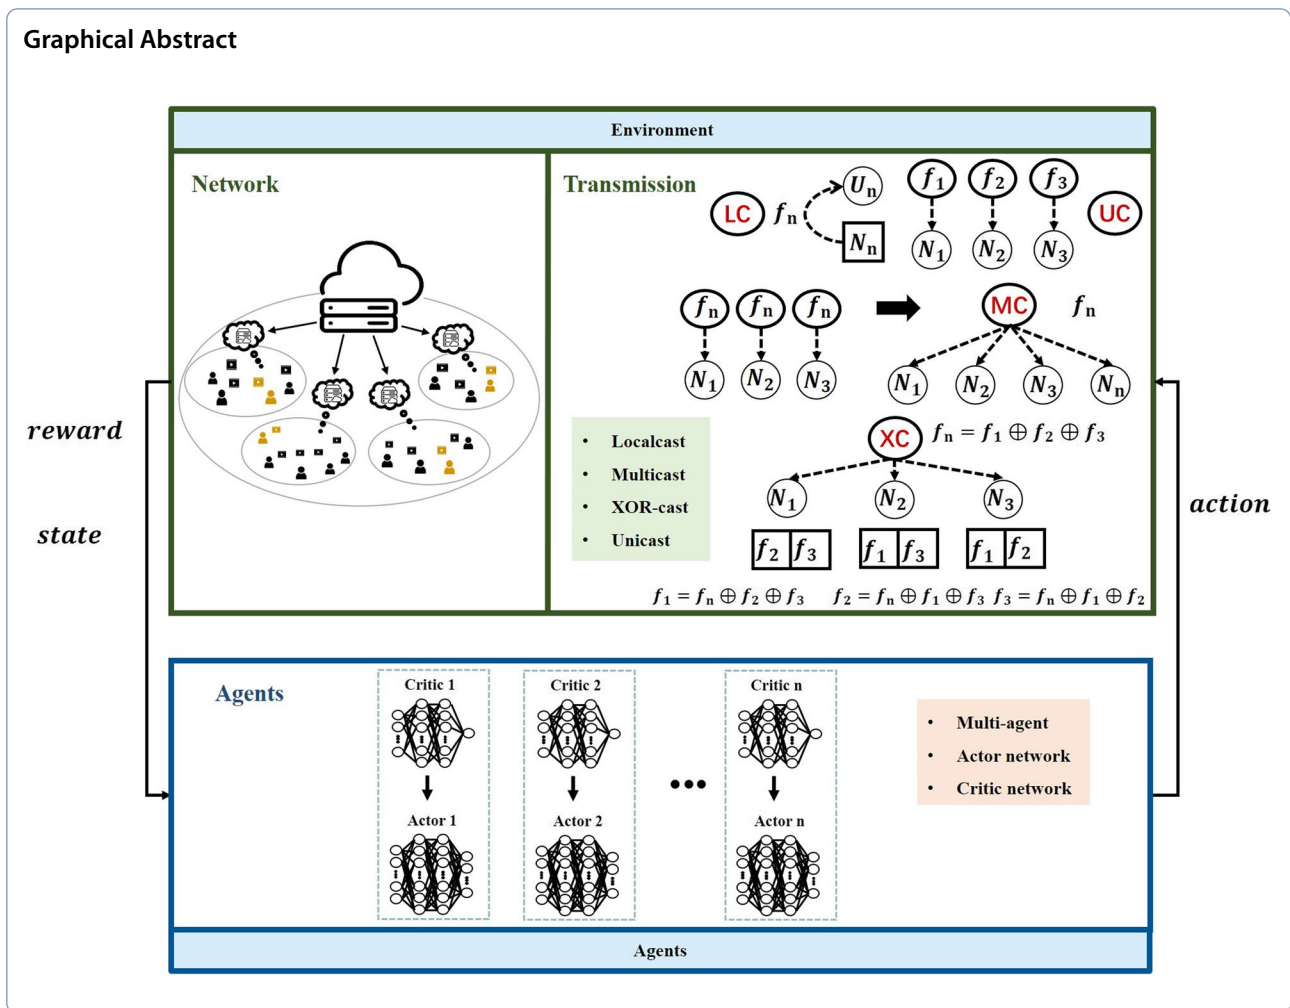 Graphical Abstract
Environment
Network
Transmission
LC
f_n
U_n
N_n
f_1 f_2 f_3
UC
N_1 N_2 N_3
f_n f_n f_n
N_1 N_2 N_3
MC
f_n
N_1 N_2 N_3 N_n
• Localcast
• Multicast
• XOR-cast
• Unicast
XC
f_n = f_1 ⊕ f_2 ⊕ f_3
N_1 N_2 N_3
f_2 f_3 f_1 f_3 f_1 f_2
f_1 = f_n ⊕ f_2 ⊕ f_3 f_2 = f_n ⊕ f_1 ⊕ f_3 f_3 = f_n ⊕ f_1 ⊕ f_2
reward
state
action
Agents
Critic 1 Critic 2 Critic n
•••
Actor 1 Actor 2 Actor n
• Multi-agent
• Actor network
• Critic network
Agents